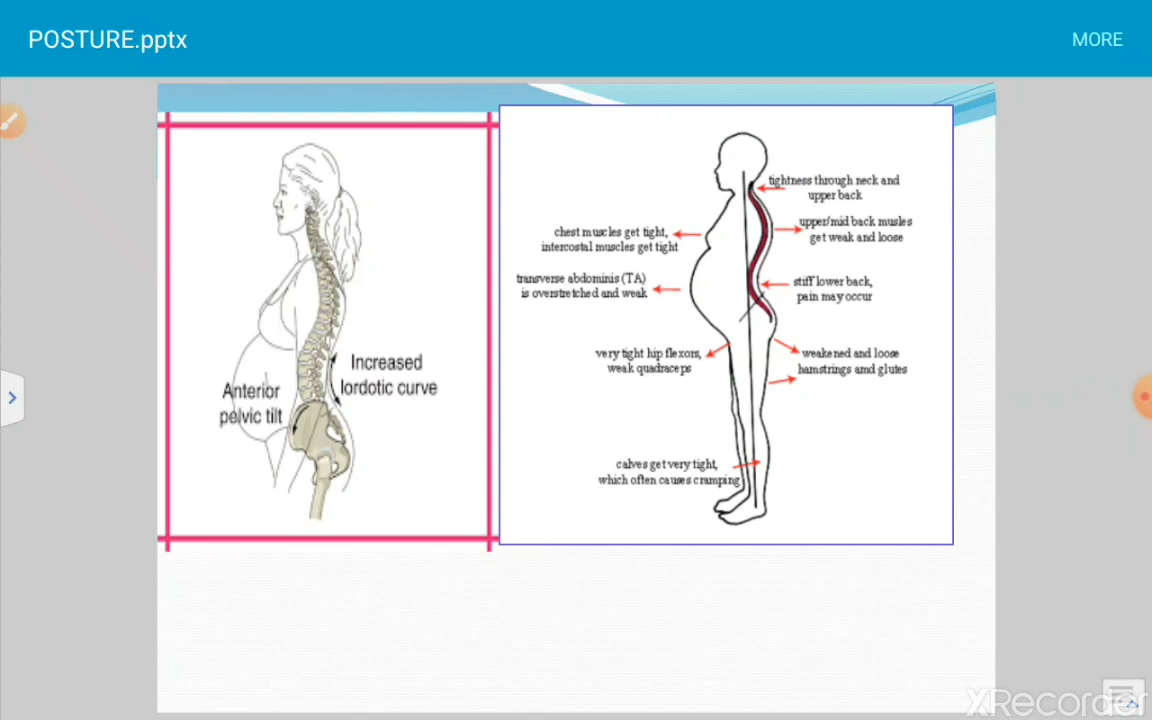 POSTURE.pptx
MORE
Anterior
pelvic tilt
Increased
lordotic curve
tightness through neck and
upper back
chest muscles get tight,
intercostal muscles get tight
upper/mid back musles
get weak and loose
transverse abdominis (TA)
is overstretched and weak
stiff lower back,
pain may occur
very tight hip flexors,
weak quadraceps
weakened and loose
hamstrings amd glutes
calves get very tight,
which often causes cramping
XRecorder